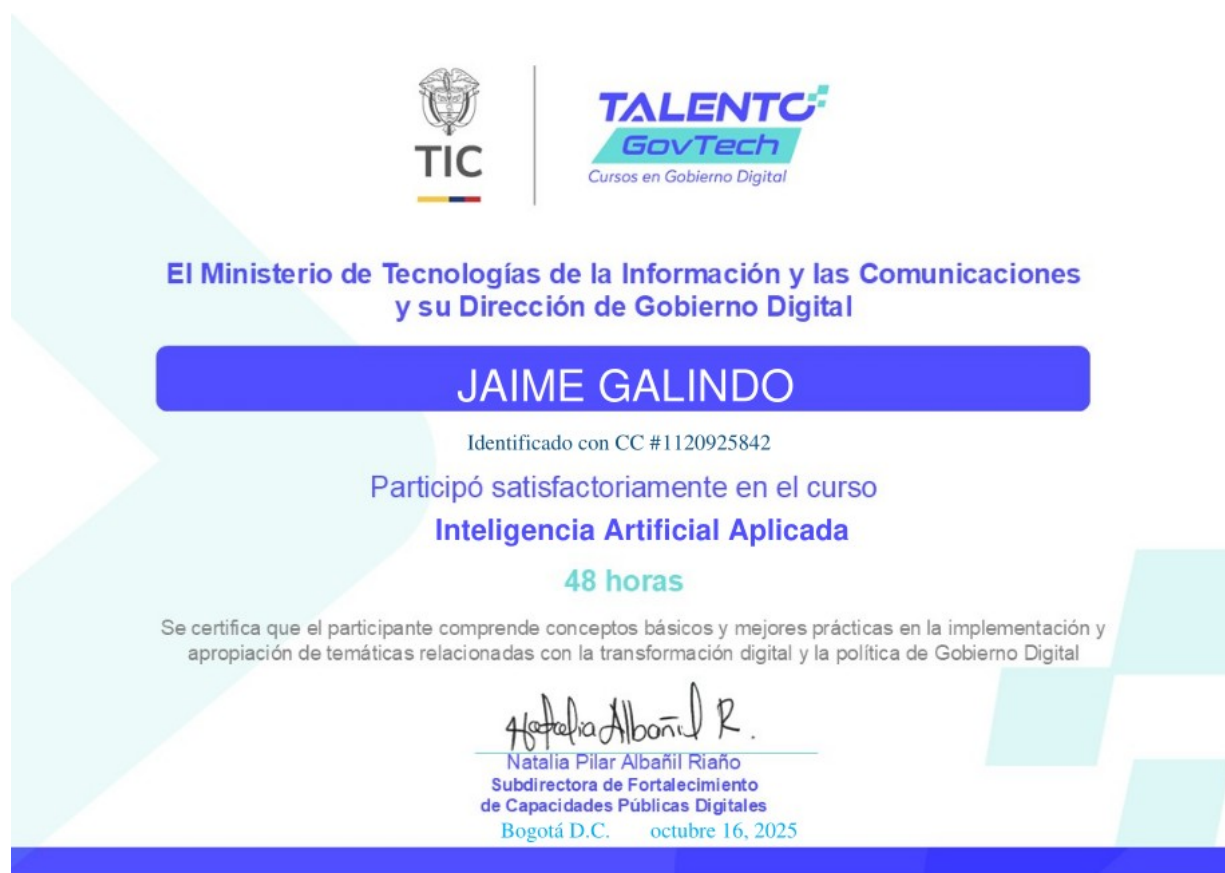 TIC
TALENTO
GovTech
Cursos en Gobierno Digital
El Ministerio de Tecnologías de la Información y las Comunicaciones
y su Dirección de Gobierno Digital
JAIME GALINDO
Identificado con CC #1120925842
Participó satisfactoriamente en el curso
Inteligencia Artificial Aplicada
48 horas
Se certifica que el participante comprende conceptos básicos y mejores prácticas en la implementación y
apropiación de temáticas relacionadas con la transformación digital y la política de Gobierno Digital
Natalia Albañil R.
Natalia Pilar Albañil Riaño
Subdirectora de Fortalecimiento
de Capacidades Públicas Digitales
Bogotá D.C. octubre 16, 2025